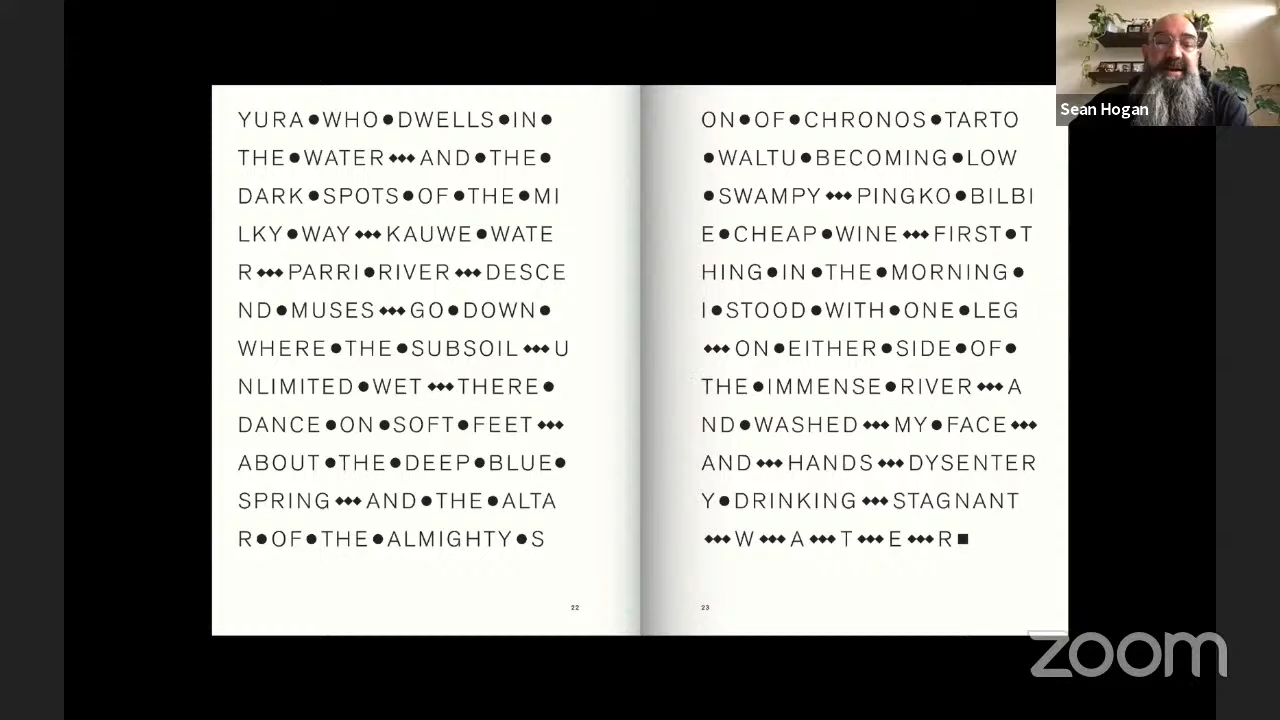 YURA●WHO●DWELLS●IN●
THE●WATER◆◆◆AND●THE●
DARK●SPOTS●OF●THE●MI
LKY●WAY◆◆◆KAUWE●WATE
R◆◆◆PARRI●RIVER◆◆◆DESCE
ND●MUSES◆◆◆GO●DOWN●
WHERE●THE●SUBSOIL◆◆◆U
NLIMITED●WET◆◆◆THERE●
DANCE●ON●SOFT●FEET◆◆◆
ABOUT●THE●DEEP●BLUE●
SPRING◆◆◆AND●THE●ALTA
R●OF●THE●ALMIGHTY●S
22
ON●OF●CHRONOS●TARTO
●WALTU●BECOMING●LOW
●SWAMPY◆◆◆PINGKO●BILBI
E●CHEAP●WINE◆◆◆FIRST●T
HING●IN●THE●MORNING●
I●STOOD●WITH●ONE●LEG
◆◆◆ON●EITHER●SIDE●OF●
THE●IMMENSE●RIVER◆◆◆A
ND●WASHED◆◆◆MY●FACE◆◆◆
AND◆◆◆HANDS◆◆◆DYSENTER
Y●DRINKING◆◆◆STAGNANT
◆◆◆W◆◆◆A◆◆◆T◆◆◆E◆◆◆R■
23
Sean Hogan
zoom